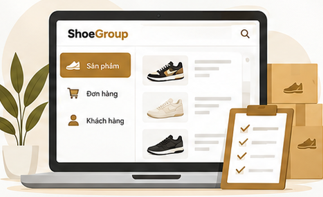 ShoeGroup
Sản phẩm
Đơn hàng
Khách hàng